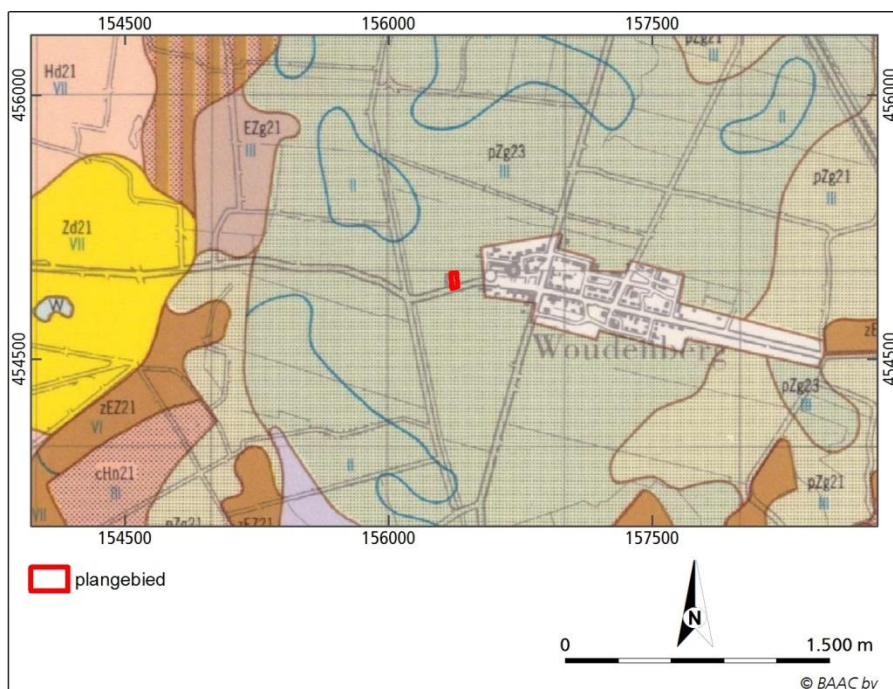 154500 156000 157500
456000 456000
Hd21
VII
EZg21
III
pZg21
III
II
II
pZg23
III
pZg21
III
Zd21
VII
W
454500 454500
Woudenberg
zEZ21
VI
pZg23
III
cHn21
III
II
pZg21
III
VII
zEZ21
154500 156000 157500
plangebied
N
0 1.500 m
© BAAC bv